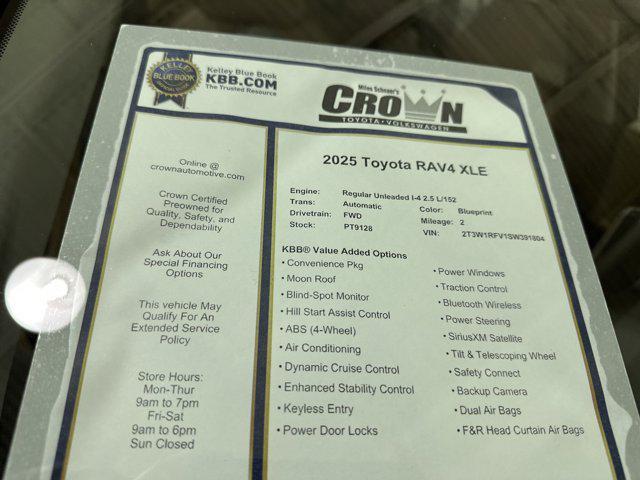 KELLEY
BLUE BOOK
Kelley Blue Book
KBB.COM
The Trusted Resource
Miles Schnaer's
CROWN
TOYOTA • VOLKSWAGEN
Online @
crownautomotive.com
Crown Certified
Preowned for
Quality, Safety, and
Dependability
Ask About Our
Special Financing
Options
This vehicle May
Qualify For An
Extended Service
Policy
Store Hours:
Mon-Thur
9am to 7pm
Fri-Sat
9am to 6pm
Sun Closed
2025 Toyota RAV4 XLE
Engine: Regular Unleaded I-4 2.5 L/152
Trans: Automatic Color: Blueprint
Drivetrain: FWD Mileage: 2
Stock: PT9128 VIN: 2T3W1RFV1SW391804
KBB® Value Added Options
• Convenience Pkg
• Moon Roof
• Blind-Spot Monitor
• Hill Start Assist Control
• ABS (4-Wheel)
• Air Conditioning
• Dynamic Cruise Control
• Enhanced Stability Control
• Keyless Entry
• Power Door Locks
• Power Windows
• Traction Control
• Bluetooth Wireless
• Power Steering
• SiriusXM Satellite
• Tilt & Telescoping Wheel
• Safety Connect
• Backup Camera
• Dual Air Bags
• F&R Head Curtain Air Bags